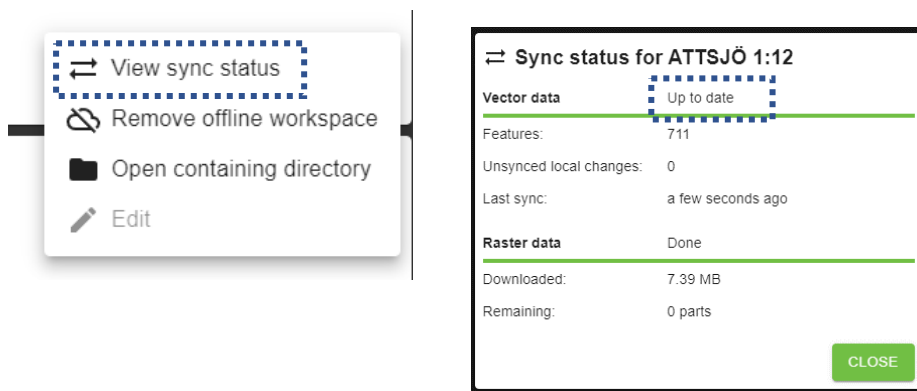 View sync status
Remove offline workspace
Open containing directory
Edit
Sync status for ATTSJÖ 1:12
Vector data Up to date
Features: 711
Unsynced local changes: 0
Last sync: a few seconds ago
Raster data Done
Downloaded: 7.39 MB
Remaining: 0 parts
CLOSE